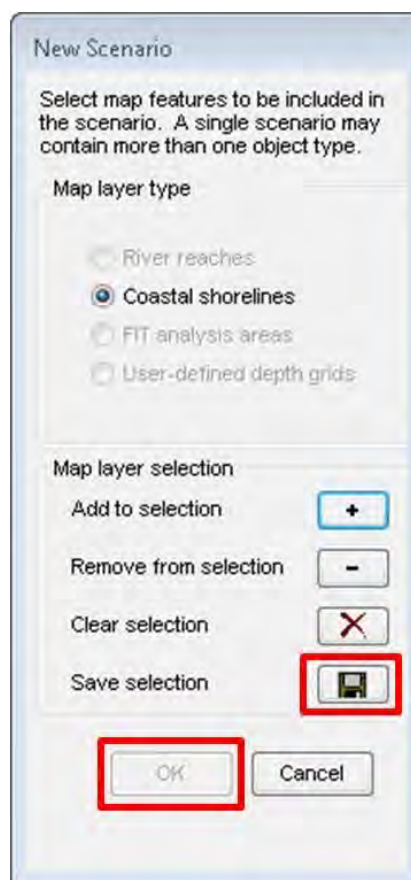 New Scenario
Select map features to be included in
the scenario. A single scenario may
contain more than one object type.
Map layer type
River reaches
Coastal shorelines
FIT analysis areas
User-defined depth grids
Map layer selection
Add to selection +
Remove from selection -
Clear selection
Save selection
OK Cancel